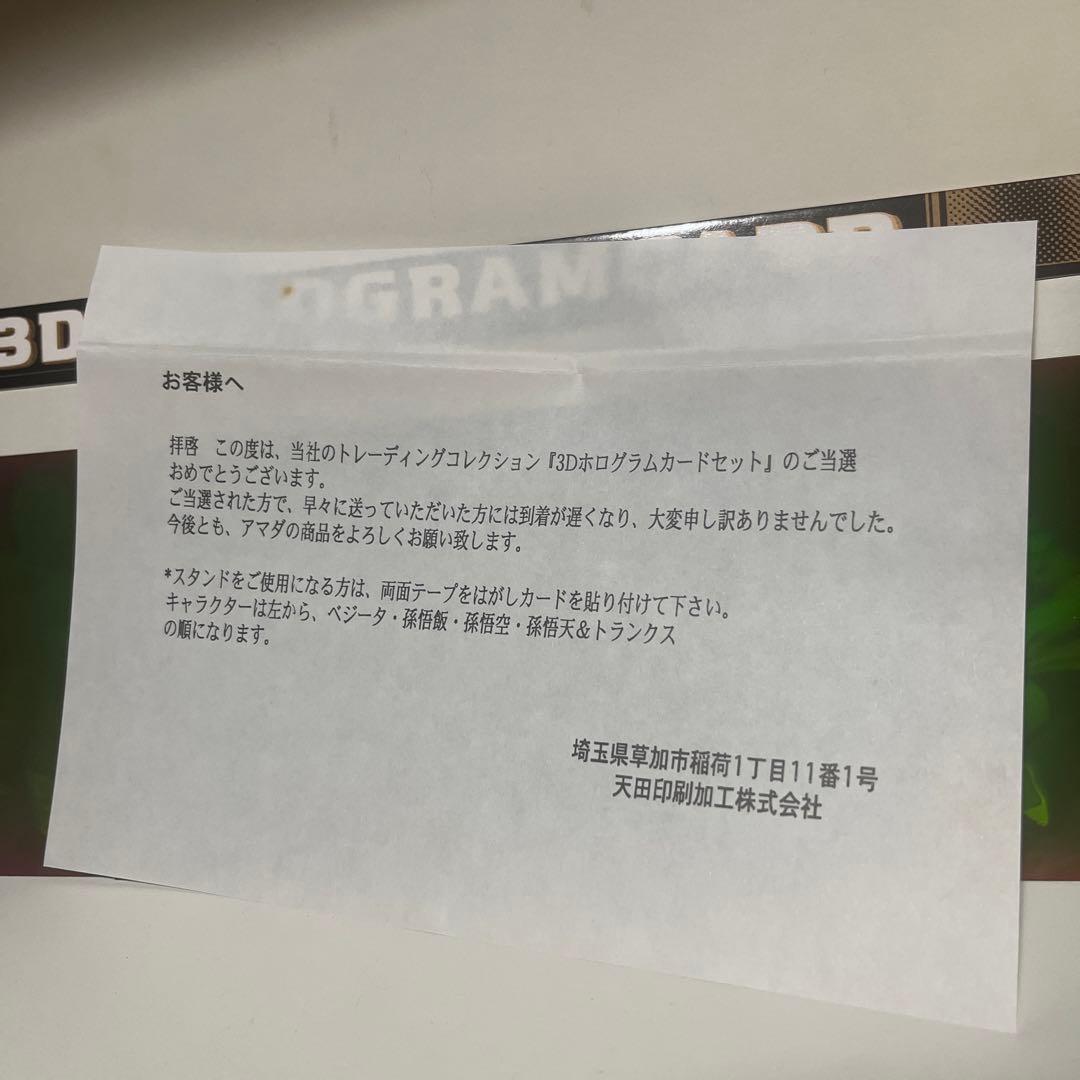 3D
OGRAM
お客様へ
拝啓　この度は、当社のトレーディングコレクション『3Dホログラムカードセット』のご当選
おめでとうございます。
ご当選された方で、早々に送っていただいた方には到着が遅くなり、大変申し訳ありませんでした。
今後とも、アマダの商品をよろしくお願い致します。
*スタンドをご使用になる方は、両面テープをはがしカードを貼り付けて下さい。
キャラクターは左から、ベジータ・孫悟飯・孫悟空・孫悟天＆トランクス
の順になります。
埼玉県草加市稲荷1丁目11番1号
天田印刷加工株式会社